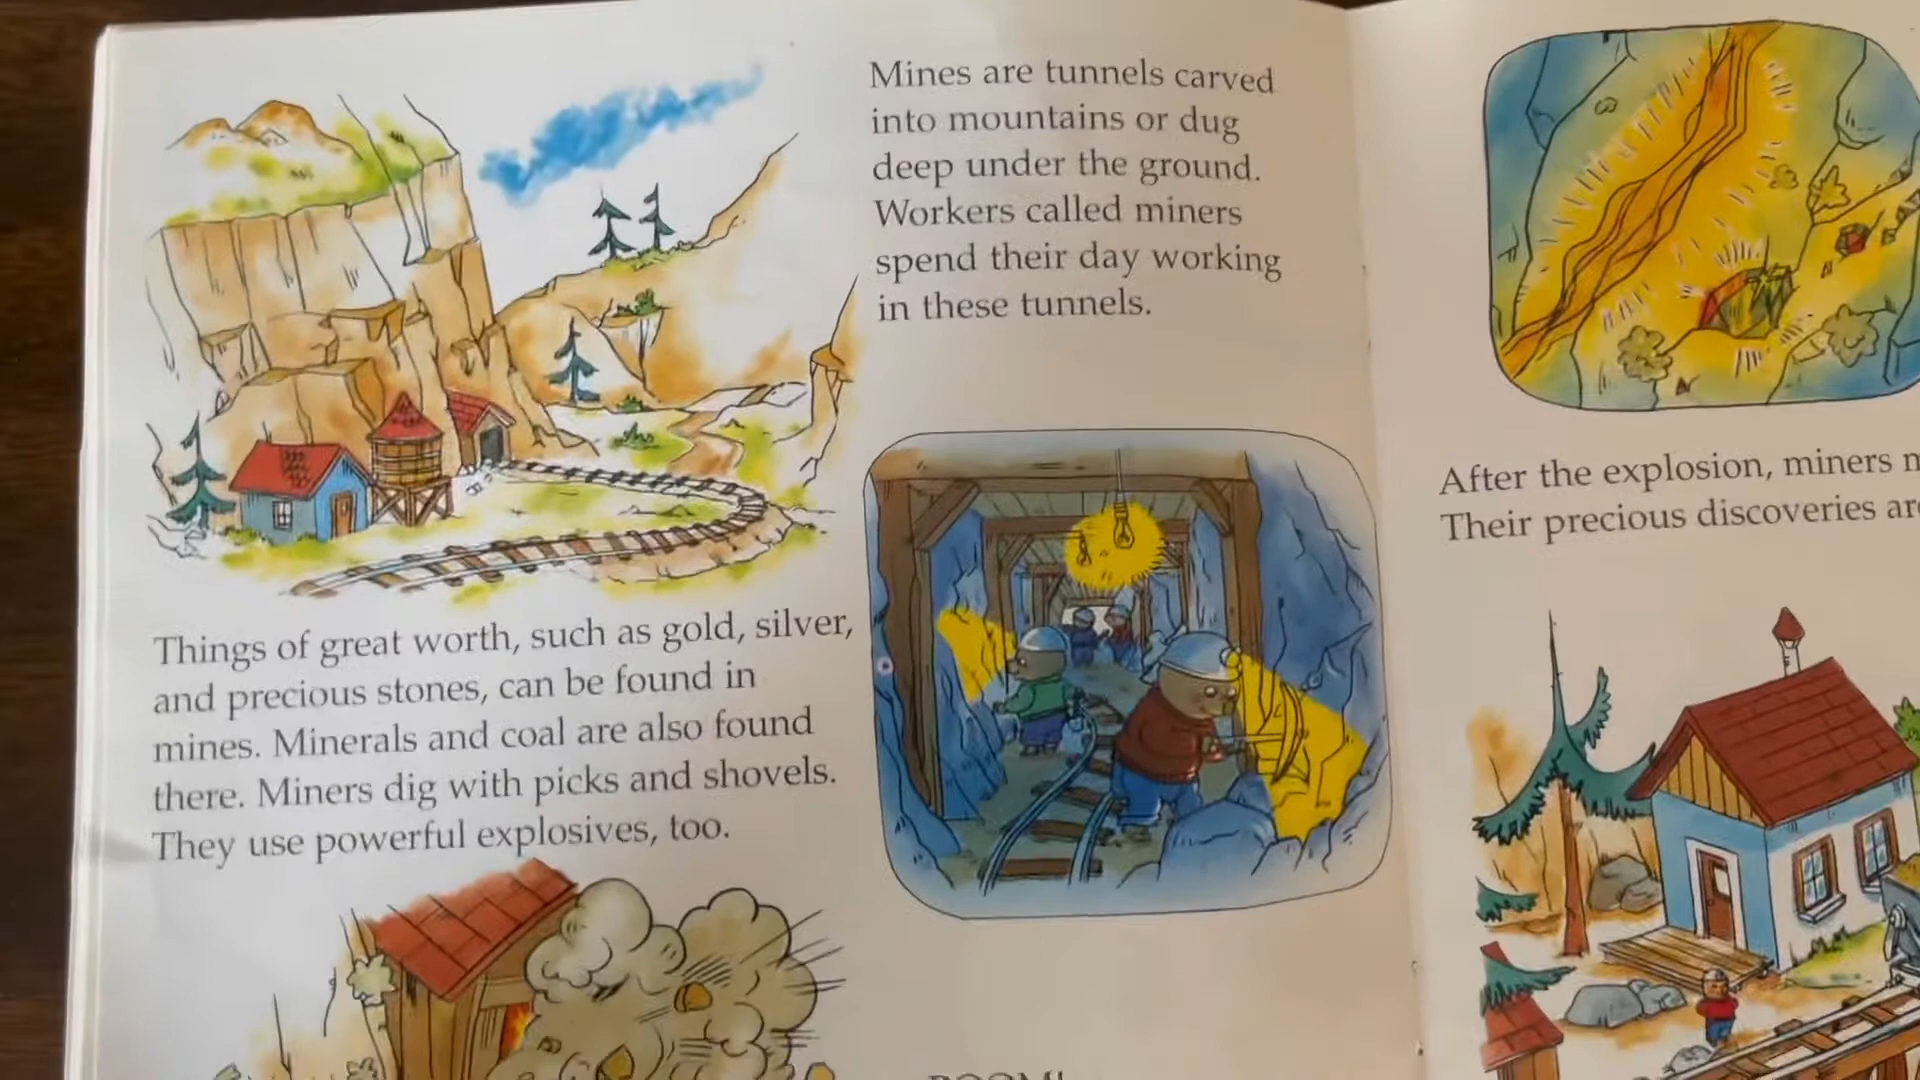 Mines are tunnels carved
into mountains or dug
deep under the ground.
Workers called miners
spend their day working
in these tunnels.
Things of great worth, such as gold, silver,
and precious stones, can be found in
mines. Minerals and coal are also found
there. Miners dig with picks and shovels.
They use powerful explosives, too.
BOOM!
After the explosion, miners
Their precious discoveries